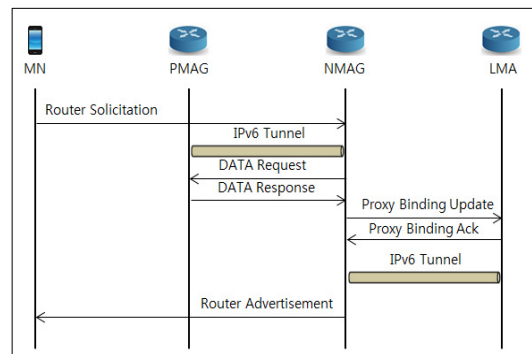 MN PMAG NMAG LMA
Router Solicitation
IPv6 Tunnel
DATA Request
DATA Response
Proxy Binding Update
Proxy Binding Ack
IPv6 Tunnel
Router Advertisement